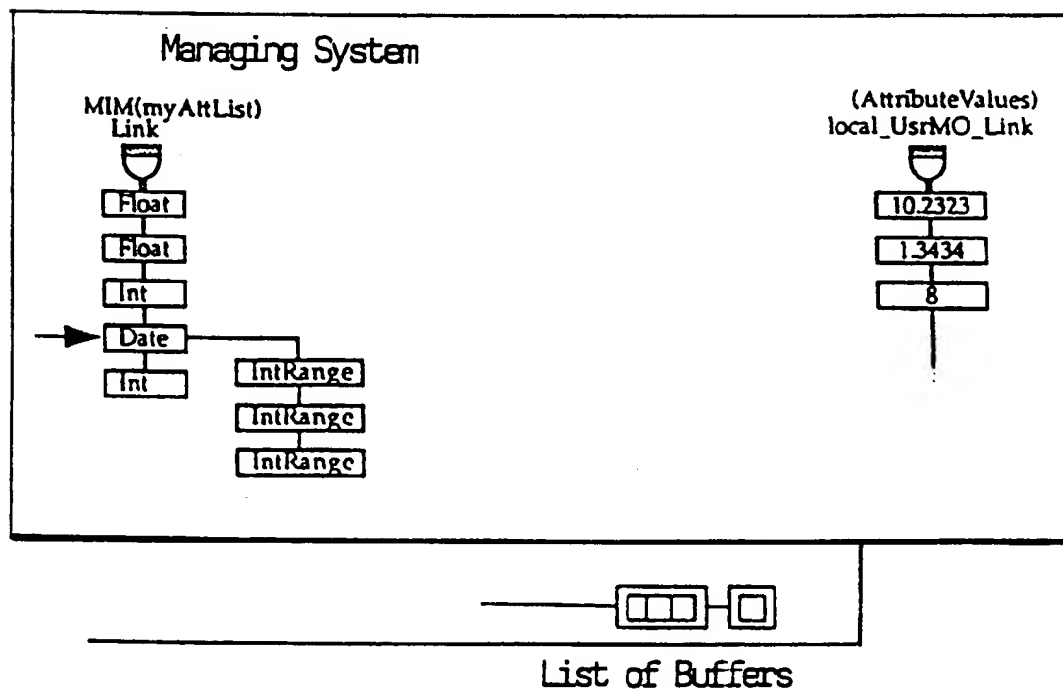 Managing System
MIM(myAttList)
Link
Float
Float
Int
Date
Int
IntRange
IntRange
IntRange
(AttributeValues)
local_UsrMO_Link
10.2323
1.3434
8
List of Buffers